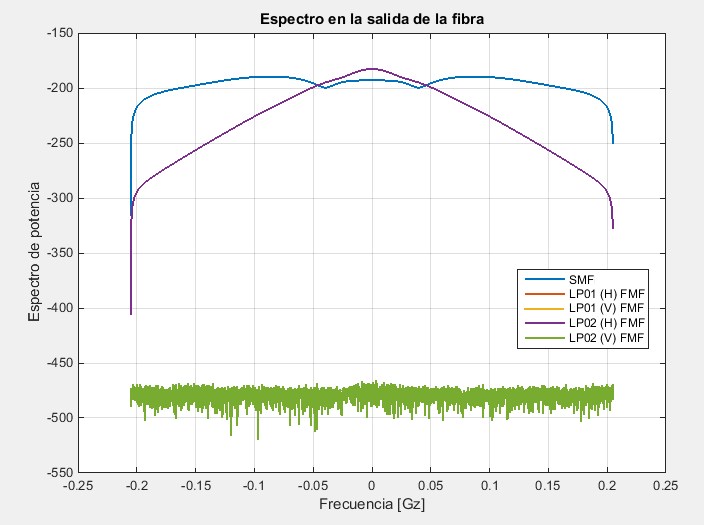 Espectro en la salida de la fibra
Espectro de potencia
-150
-200
-250
-300
-350
-400
-450
-500
-550
SMF
LP01 (H) FMF
LP01 (V) FMF
LP02 (H) FMF
LP02 (V) FMF
-0.25
-0.2
-0.15
-0.1
-0.05
0
0.05
0.1
0.15
0.2
0.25
Frecuencia [Gz]